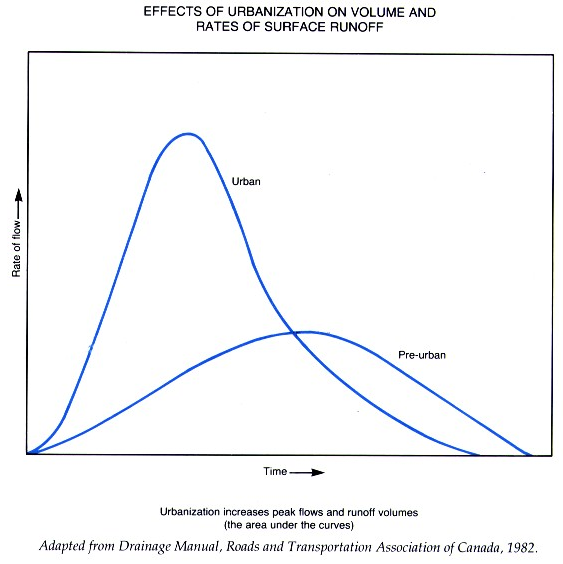 EFFECTS OF URBANIZATION ON VOLUME AND
RATES OF SURFACE RUNOFF
Urban
Rate of flow
Pre-urban
Time
Urbanization increases peak flows and runoff volumes
(the area under the curves)
Adapted from Drainage Manual, Roads and Transportation Association of Canada, 1982.